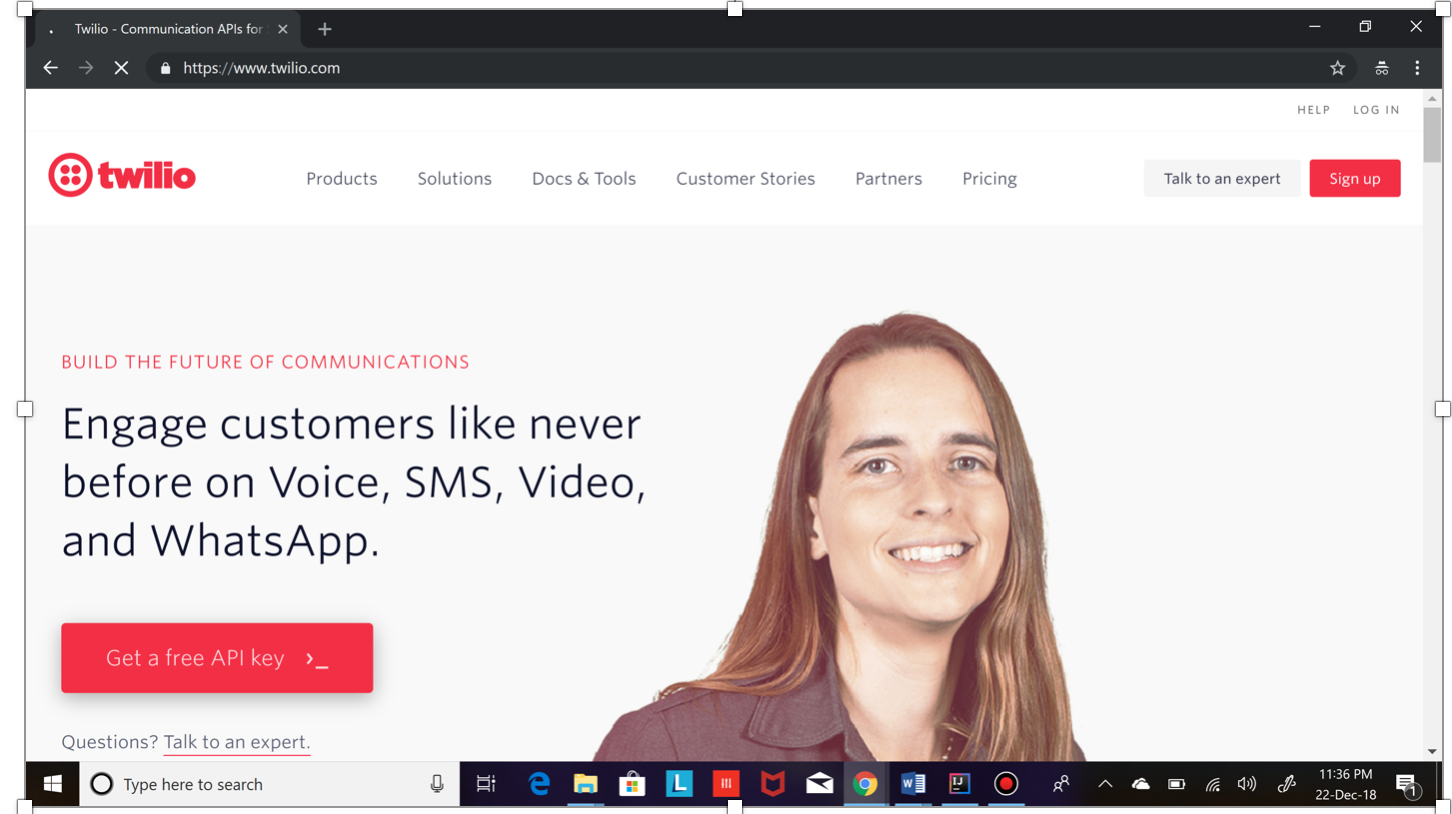 Twilio - Communication APIs for
https://www.twilio.com
HELP LOG IN
twilio
Products Solutions Docs & Tools Customer Stories Partners Pricing Talk to an expert Sign up
BUILD THE FUTURE OF COMMUNICATIONS
Engage customers like never
before on Voice, SMS, Video,
and WhatsApp.
Get a free API key >_
Questions? Talk to an expert.
Type here to search
L
W
IJ
11:36 PM
22-Dec-18
1